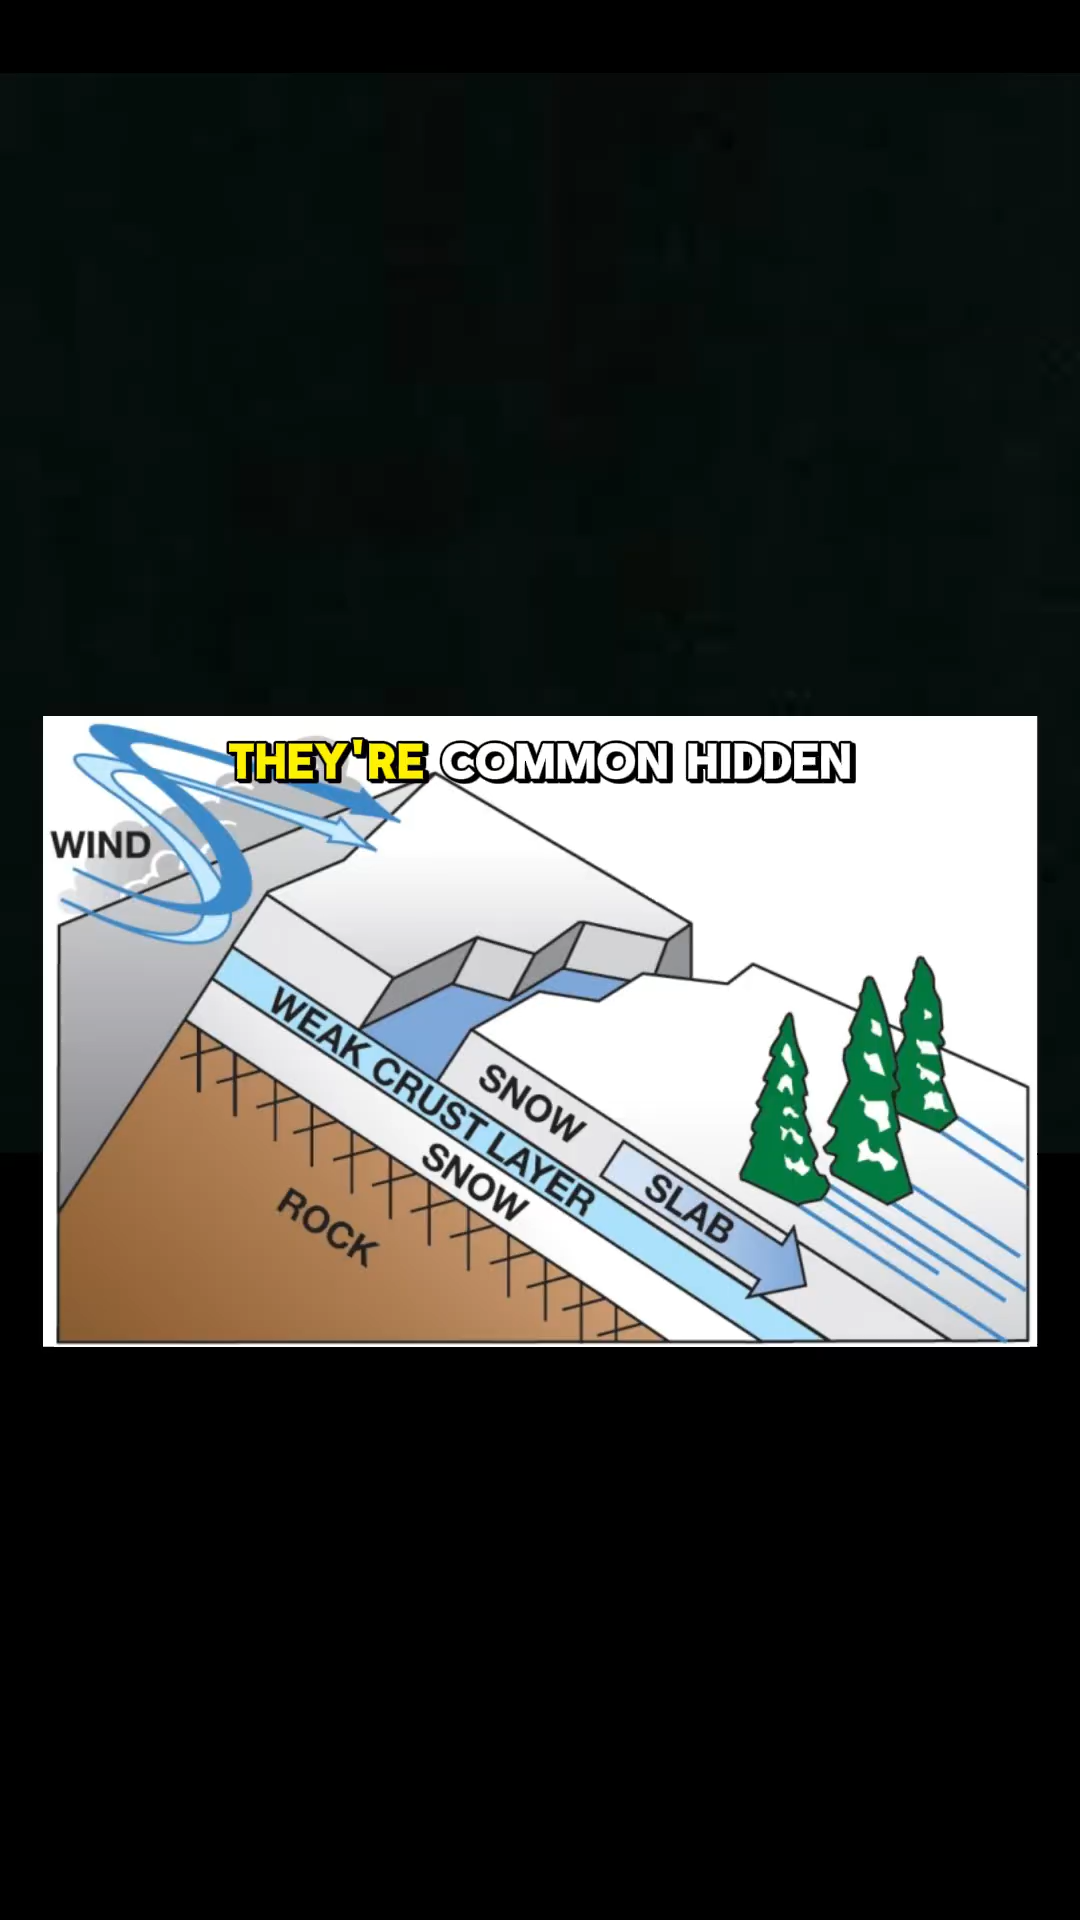 THEY'RE COMMON HIDDEN
WIND
WEAK CRUST LAYER
SNOW
SLAB
SNOW
ROCK